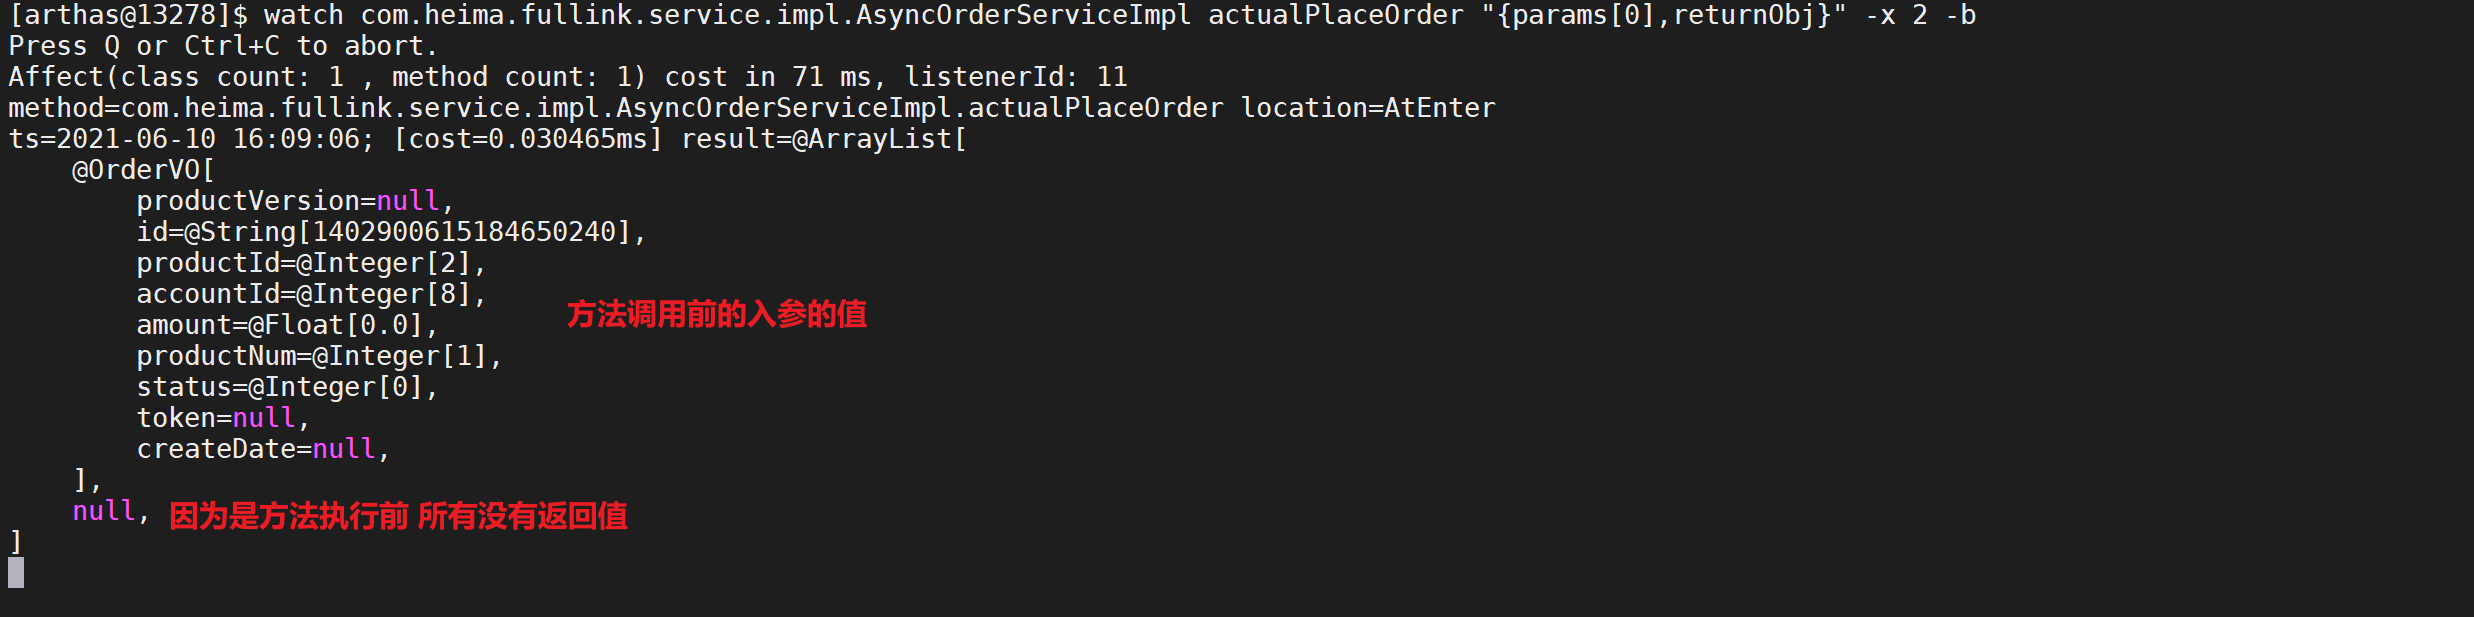 [arthas@13278]$ watch com.heima.fullink.service.impl.AsyncOrderServiceImpl actualPlaceOrder "{params[0],returnObj}" -x 2 -b
Press Q or Ctrl+C to abort.
Affect(class count: 1 , method count: 1) cost in 71 ms, listenerId: 11
method=com.heima.fullink.service.impl.AsyncOrderServiceImpl.actualPlaceOrder location=AtEnter
ts=2021-06-10 16:09:06; [cost=0.030465ms] result=@ArrayList[
    @OrderVO[
        productVersion=null,
        id=@String[1402900615184650240],
        productId=@Integer[2],
        accountId=@Integer[8],
方法调用前的入参的值
        amount=@Float[0.0],
        productNum=@Integer[1],
        status=@Integer[0],
        token=null,
        createDate=null,
    ],
    null, 因为是方法执行前 所有没有返回值
]